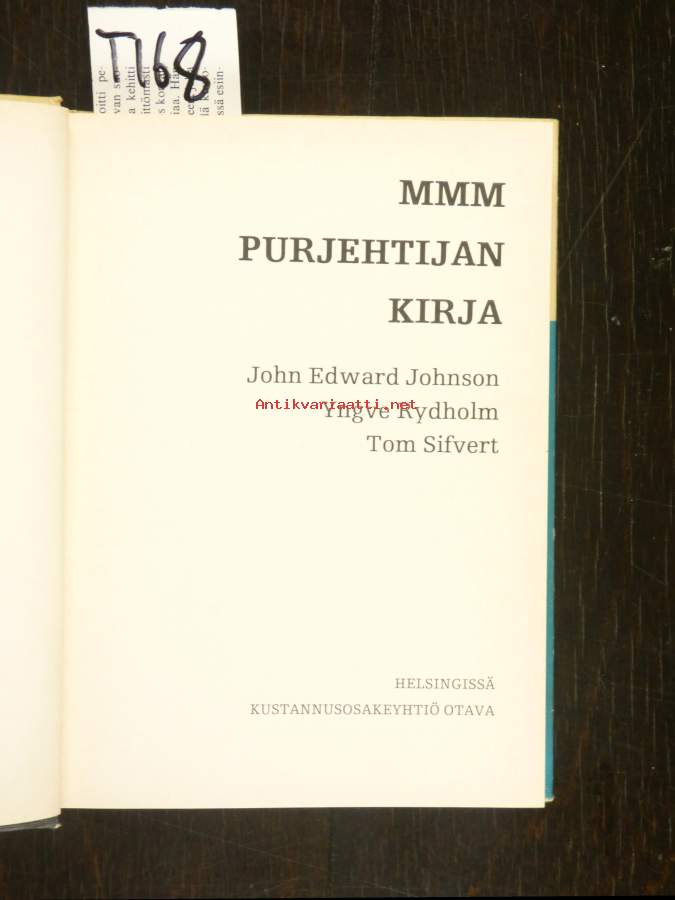 T168
MMM
PURJEHTIJAN
KIRJA
John Edward Johnson
Antikvariaatti.net
Yngve Rydholm
Tom Sifvert
HELSINGISSÄ
KUSTANNUSOSAKEYHTIÖ OTAVA